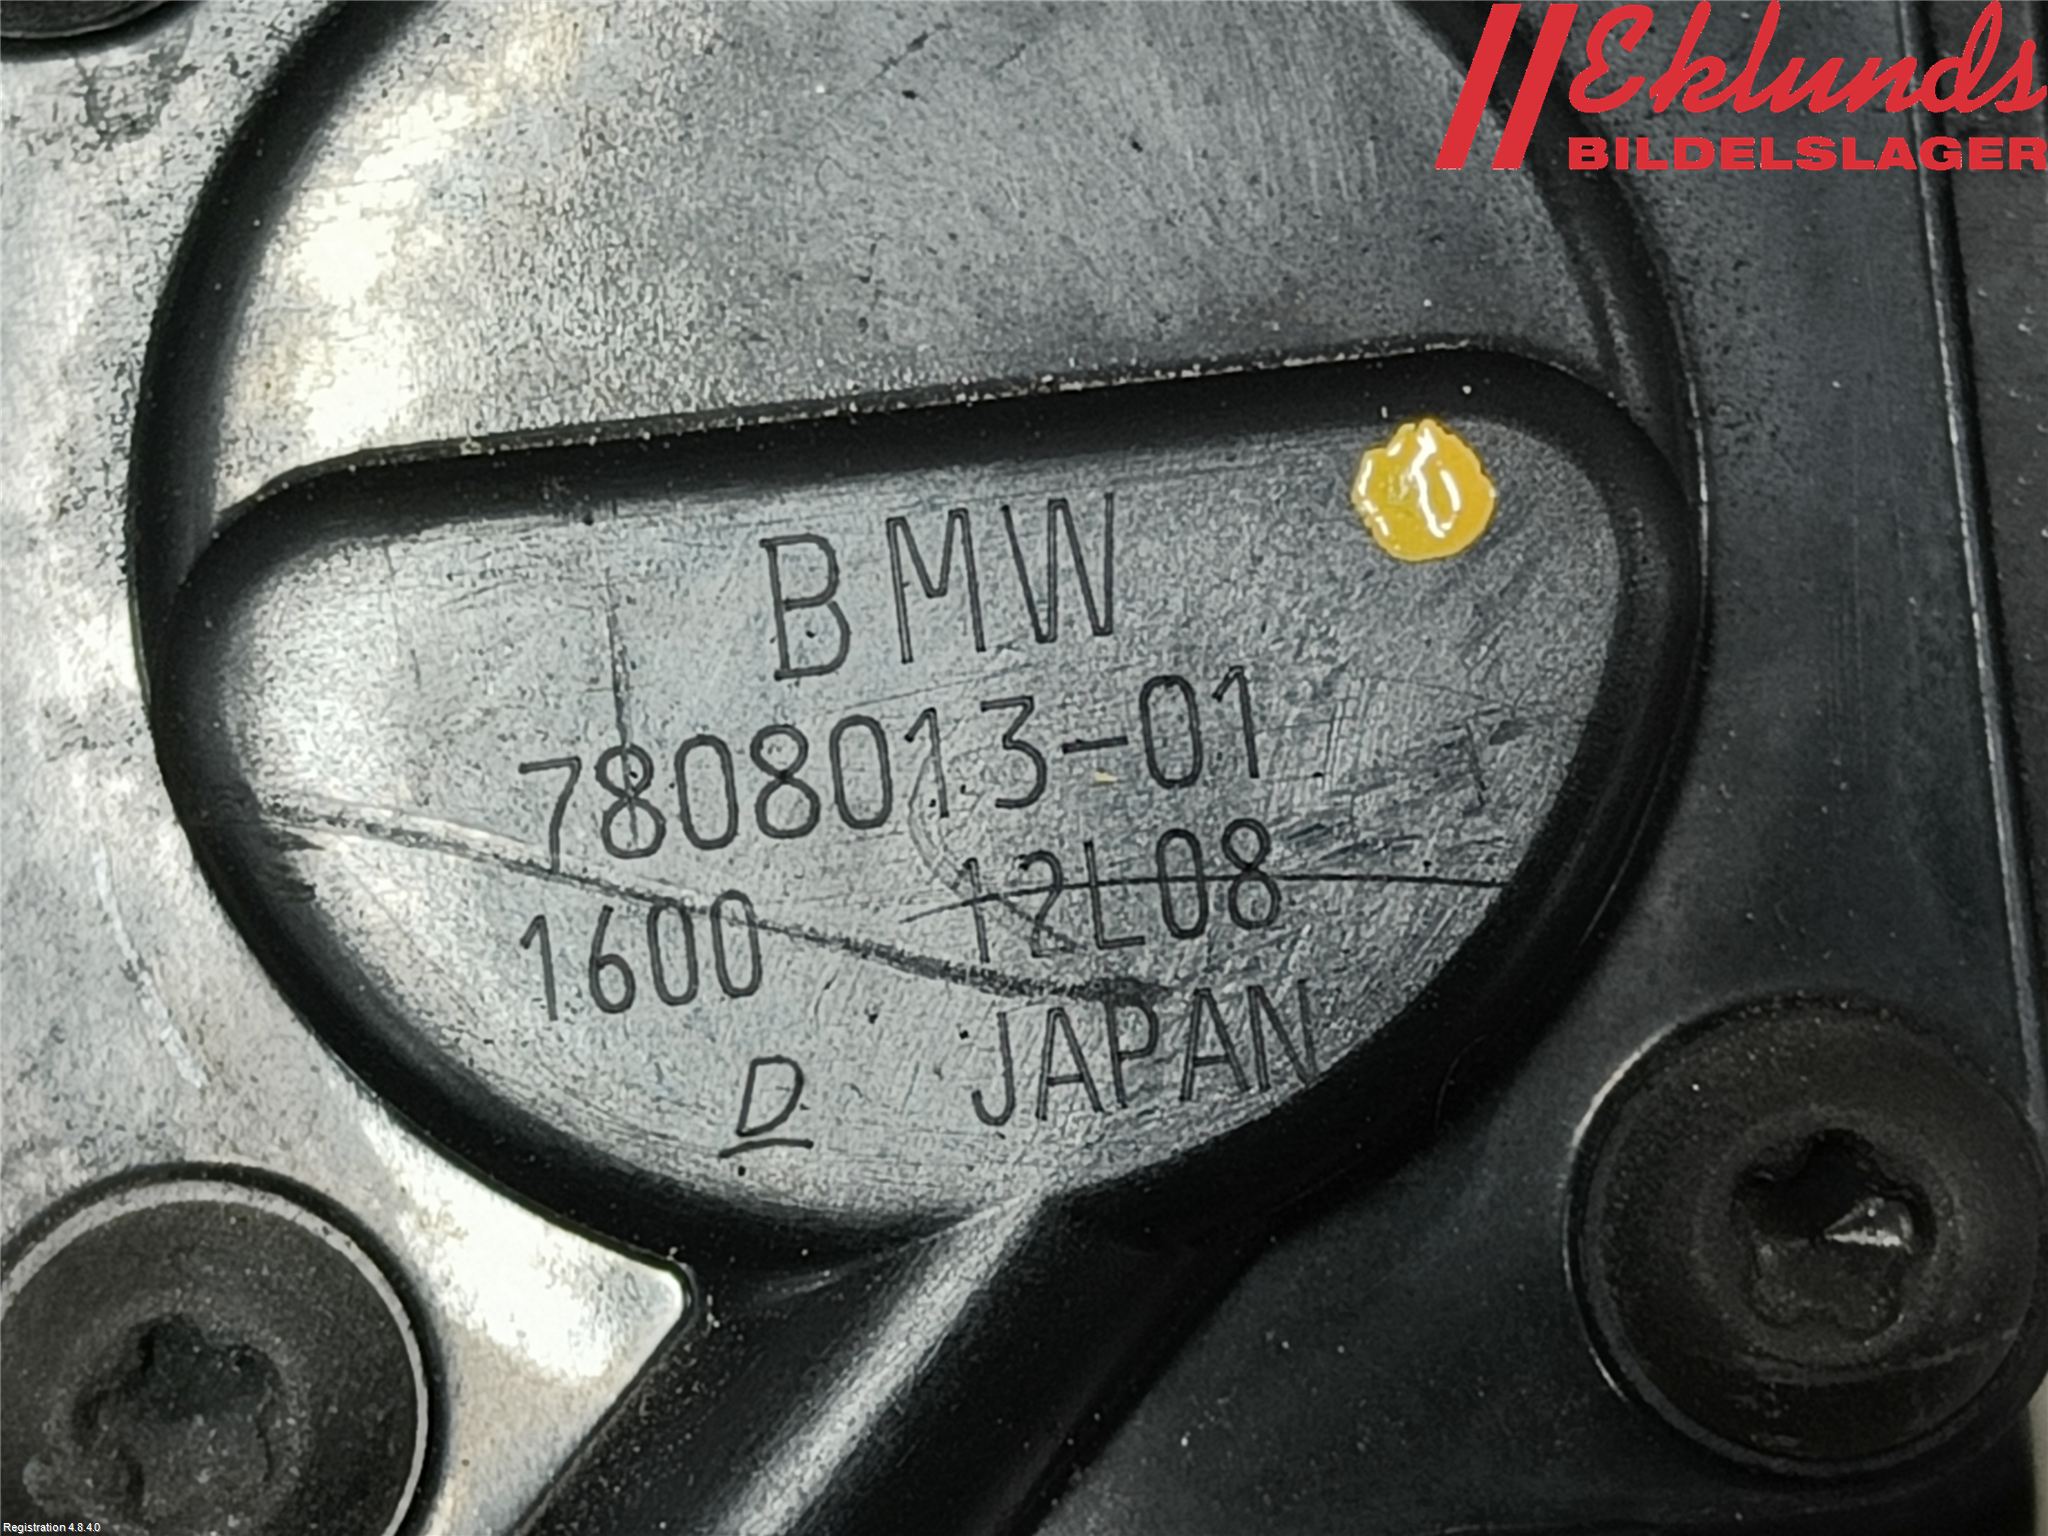 Eklunds
BILDELSLAGER
BMW
7808013-01
1600 12L08
D JAPAN
Registration 4.8.4.0